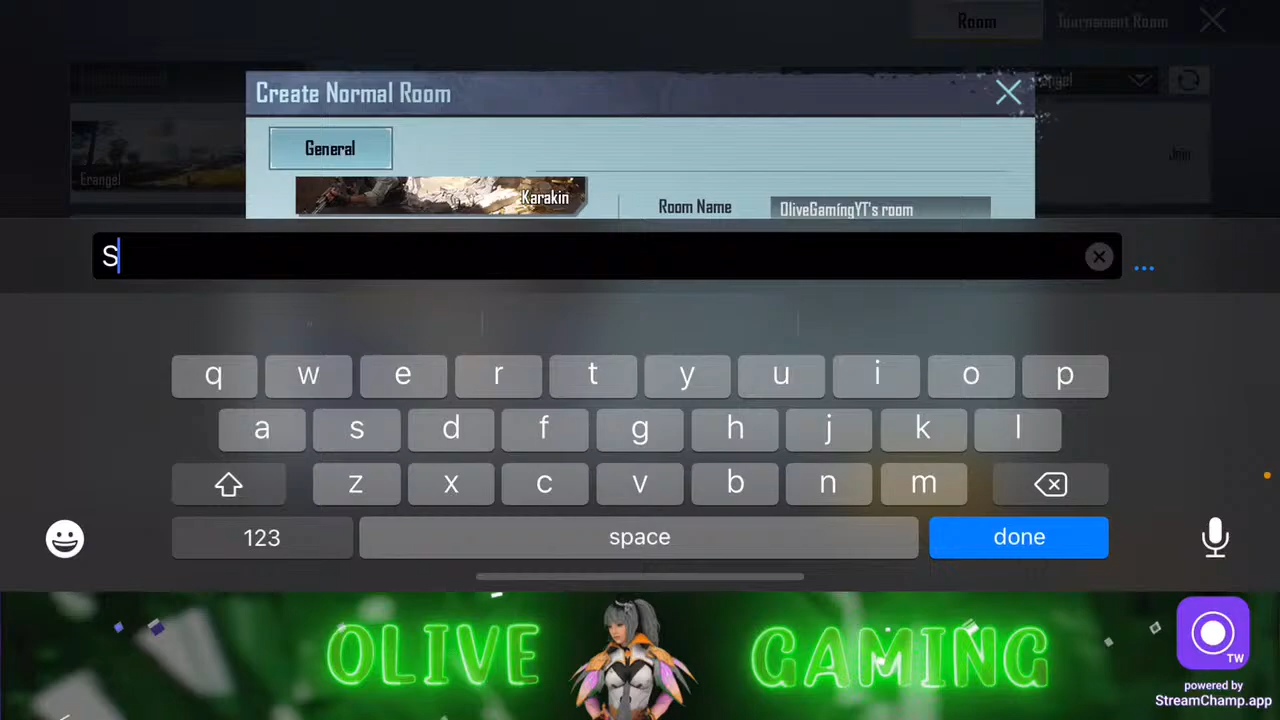 Room
Tournament Room
Create Normal Room
General
Erangel
Join
Karakin
Room Name
OliveGamingYT's room
S
q w e r t y u i o p
a s d f g h j k l
z x c v b n m
123
space
done
OLIVE GAMING
TW
powered by
StreamChamp.app